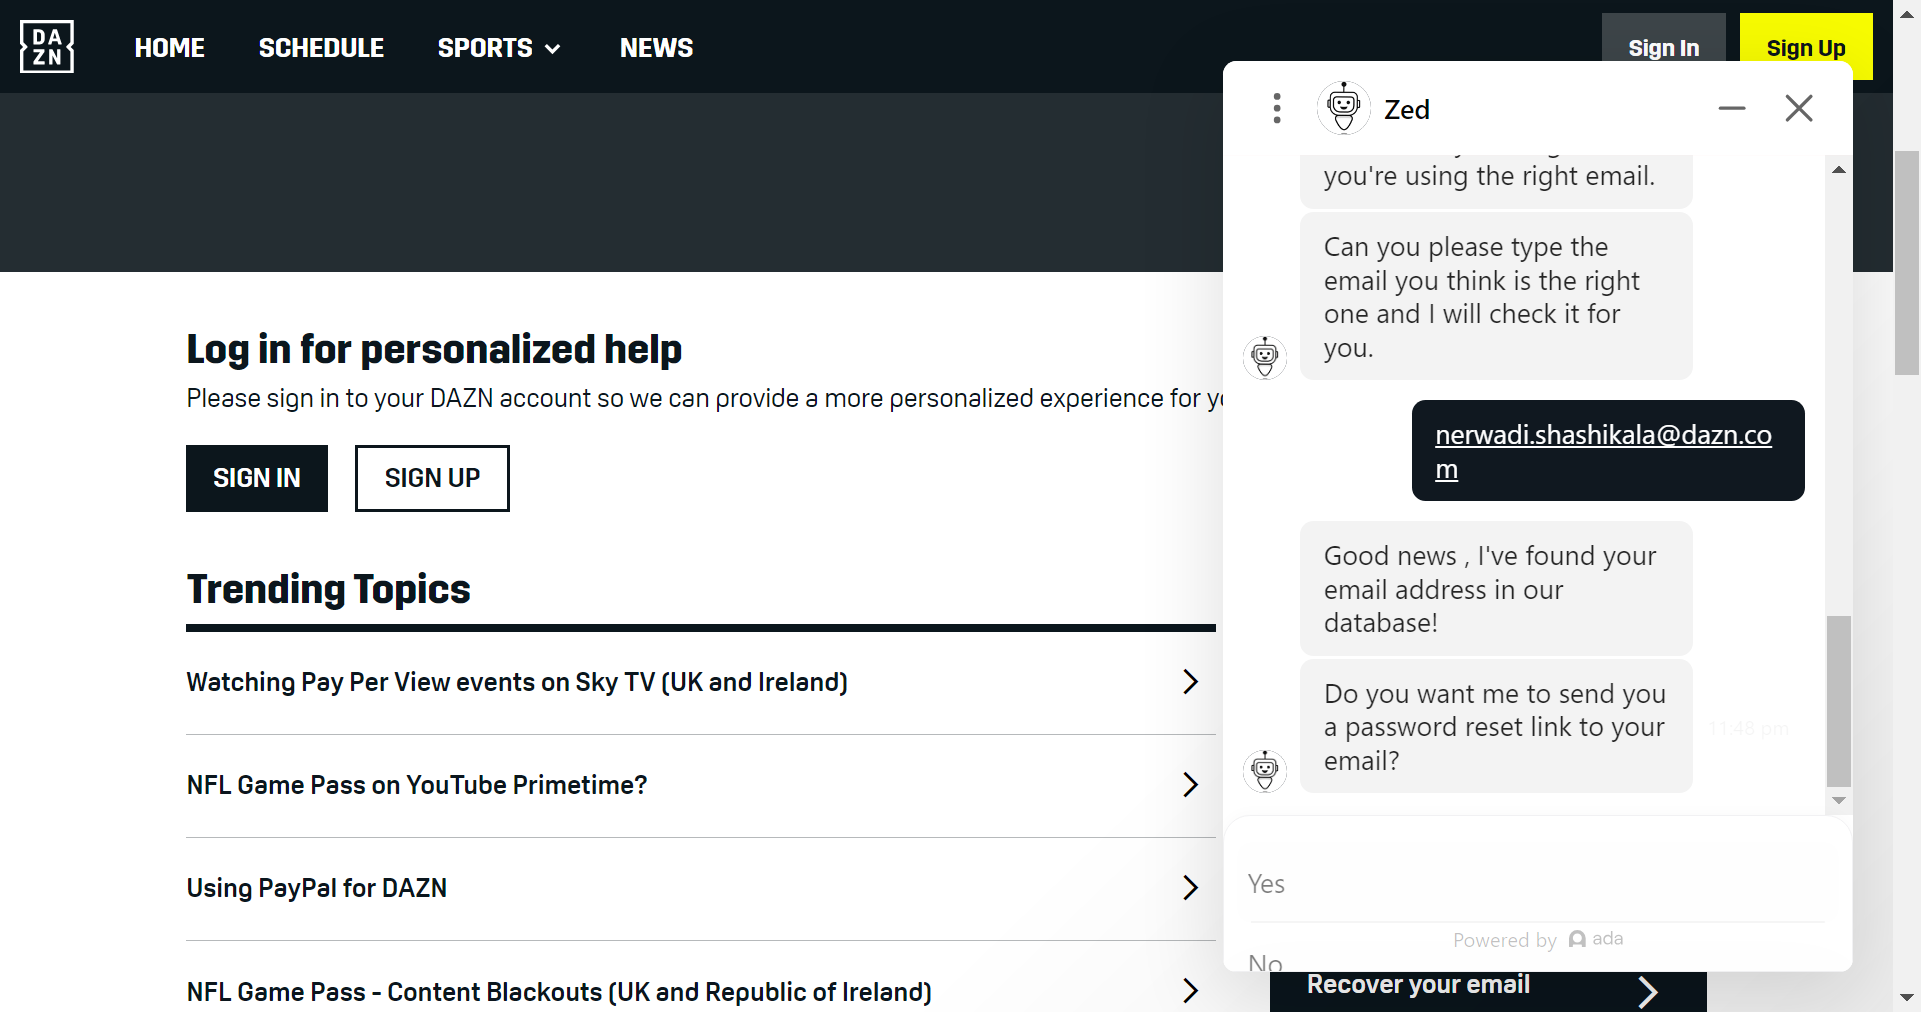 DA
ZN
HOME
SCHEDULE
SPORTS
NEWS
Sign In
Sign Up
Log in for personalized help
Please sign in to your DAZN account so we can provide a more personalized experience for
SIGN IN
SIGN UP
Trending Topics
Watching Pay Per View events on Sky TV (UK and Ireland)
NFL Game Pass on YouTube Primetime?
Using PayPal for DAZN
NFL Game Pass - Content Blackouts (UK and Republic of Ireland)
Zed
you're using the right email.
Can you please type the
email you think is the right
one and I will check it for
you.
nerwadi.shashikala@dazn.co
m
Good news , I've found your
email address in our
database!
Do you want me to send you
a password reset link to your
email?
11:48 pm
Yes
No
Powered by ada
Recover your email